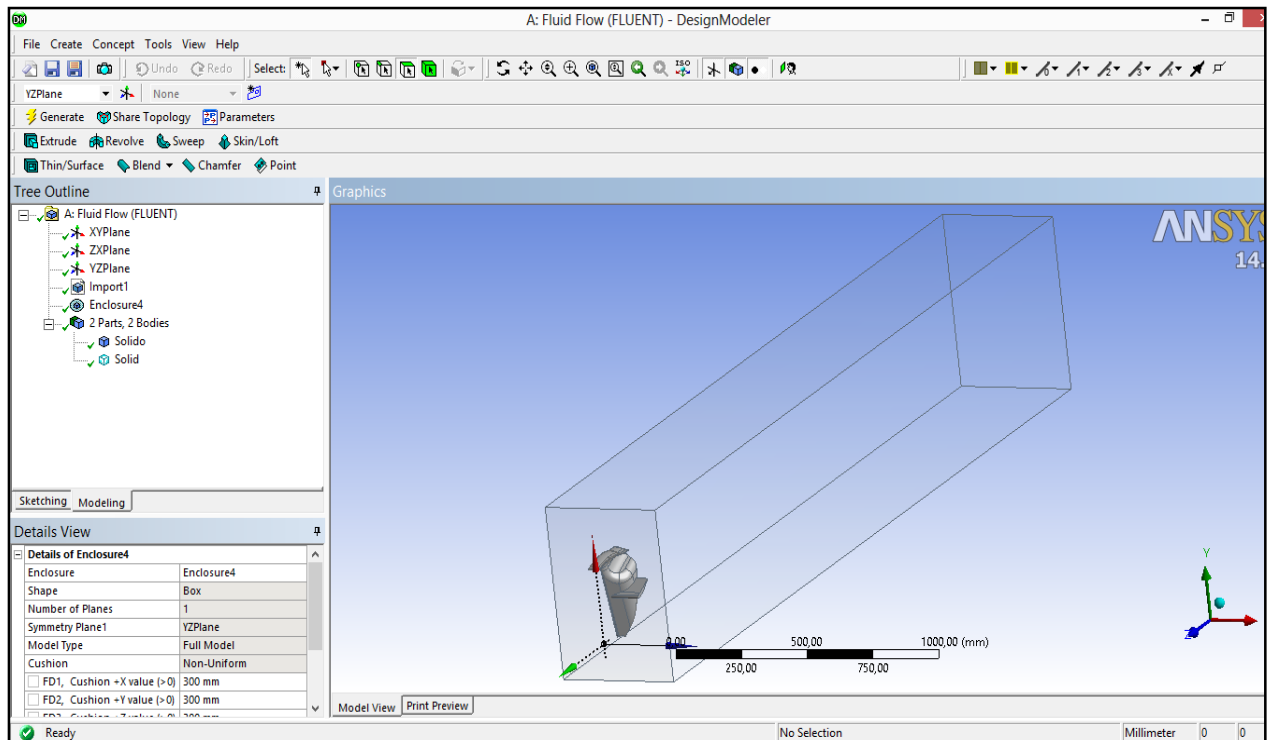 DM A: Fluid Flow (FLUENT) - DesignModeler
File Create Concept Tools View Help
Undo Redo Select: ISO
YZPlane None
Generate Share Topology Parameters
Extrude Revolve Sweep Skin/Loft
Thin/Surface Blend Chamfer Point
Tree Outline
A: Fluid Flow (FLUENT)
XYPlane
ZXPlane
YZPlane
Import1
Enclosure4
2 Parts, 2 Bodies
Solido
Solid
Sketching Modeling
Details View
Details of Enclosure4
Enclosure Enclosure4
Shape Box
Number of Planes 1
Symmetry Plane1 YZPlane
Model Type Full Model
Cushion Non-Uniform
FD1, Cushion +X value (>0) 300 mm
FD2, Cushion +Y value (>0) 300 mm
Graphics
ANSYS
14.
Y
0,00 500,00 1000,00 (mm)
250,00 750,00
Model View Print Preview
Ready No Selection Millimeter 0 0